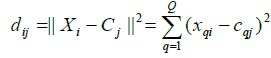 d_{ij} =|| X_i − C_j ||^2 = \sum_{q=1}^{Q} (x_{qi} − c_{qj})^2